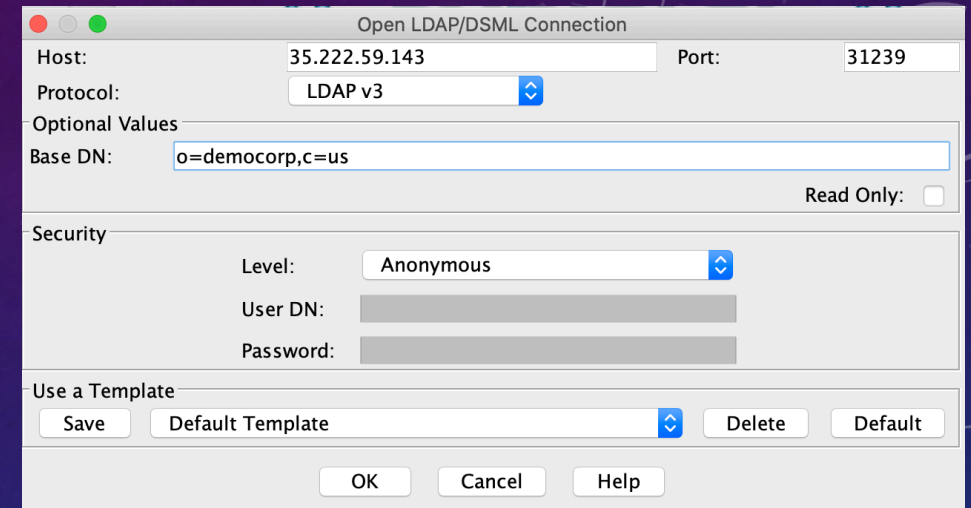 Open LDAP/DSML Connection
Host: 35.222.59.143 Port: 31239
Protocol: LDAP v3
Optional Values
Base DN: o=democorp,c=us
Read Only:
Security
Level: Anonymous
User DN:
Password:
Use a Template
Save Default Template Delete Default
OK Cancel Help